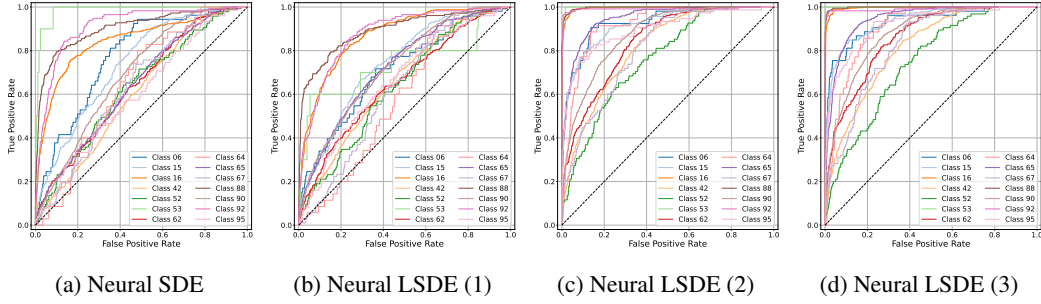 1.0
0.8
0.6
0.4
0.2
0.0
True Positive Rate
0.0 0.2 0.4 0.6 0.8 1.0
False Positive Rate
Class 06 Class 64
Class 15 Class 65
Class 16 Class 67
Class 42 Class 88
Class 52 Class 90
Class 53 Class 92
Class 62 Class 95
(a) Neural SDE
1.0
0.8
0.6
0.4
0.2
0.0
True Positive Rate
0.0 0.2 0.4 0.6 0.8 1.0
False Positive Rate
Class 06 Class 64
Class 15 Class 65
Class 16 Class 67
Class 42 Class 88
Class 52 Class 90
Class 53 Class 92
Class 62 Class 95
(b) Neural LSDE (1)
1.0
0.8
0.6
0.4
0.2
0.0
True Positive Rate
0.0 0.2 0.4 0.6 0.8 1.0
False Positive Rate
Class 06 Class 64
Class 15 Class 65
Class 16 Class 67
Class 42 Class 88
Class 52 Class 90
Class 53 Class 92
Class 62 Class 95
(c) Neural LSDE (2)
1.0
0.8
0.6
0.4
0.2
0.0
True Positive Rate
0.0 0.2 0.4 0.6 0.8 1.0
False Positive Rate
Class 06 Class 64
Class 15 Class 65
Class 16 Class 67
Class 42 Class 88
Class 52 Class 90
Class 53 Class 92
Class 62 Class 95
(d) Neural LSDE (3)